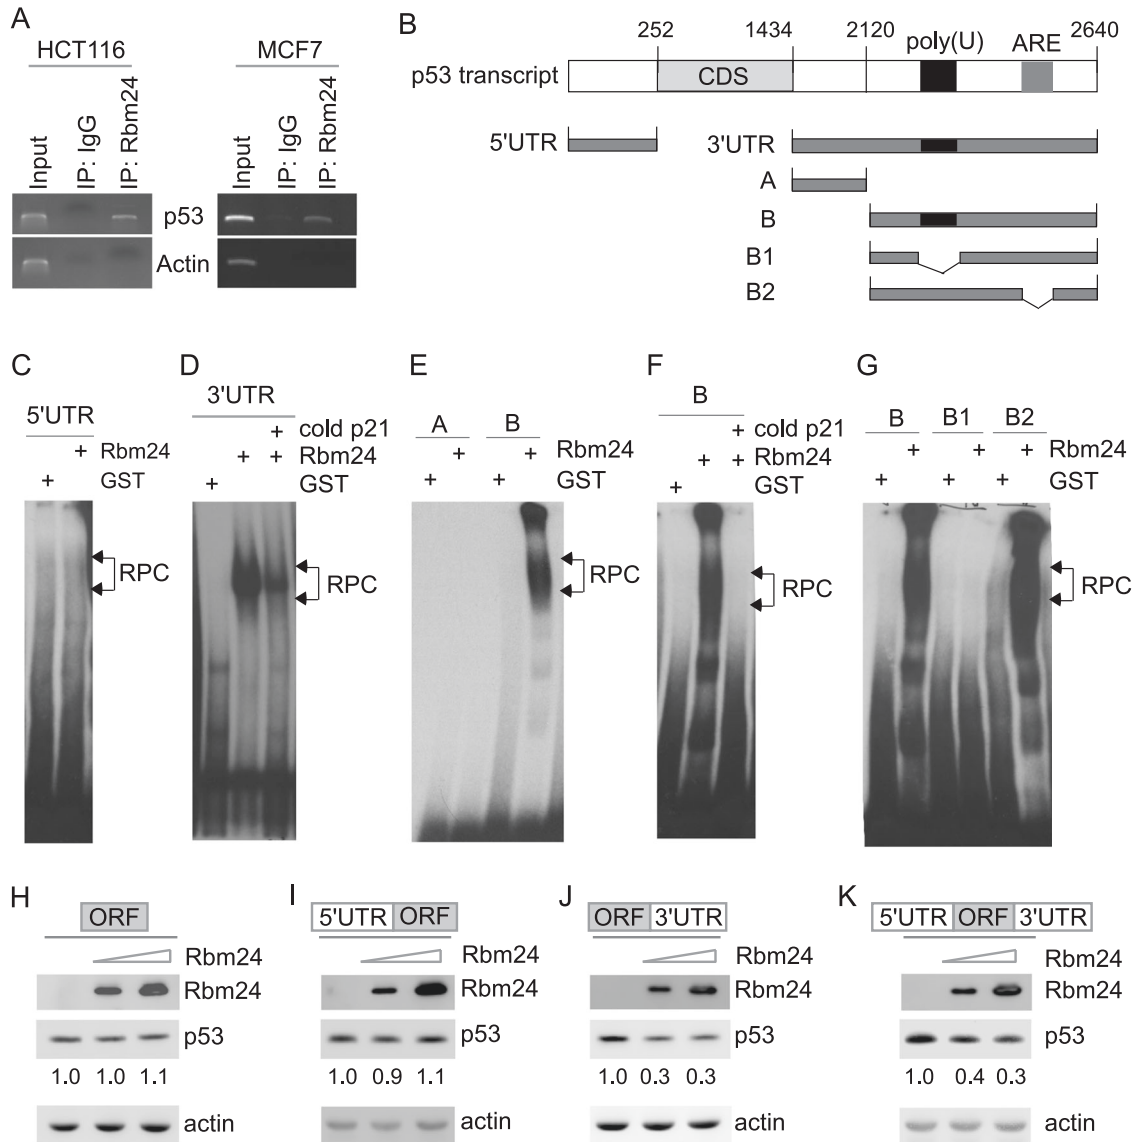 A
HCT116
MCF7
Input
IP: IgG
IP: Rbm24
Input
IP: IgG
IP: Rbm24
p53
Actin
B
252
1434
2120
poly(U)
ARE
2640
p53 transcript
CDS
5'UTR
3'UTR
A
B
B1
B2
C
5'UTR
+ Rbm24
+ GST
RPC
D
3'UTR
+ cold p21
+ + Rbm24
+ GST
RPC
E
A B
+ + Rbm24
+ + GST
RPC
F
B
+ cold p21
+ + Rbm24
+ GST
RPC
G
B B1 B2
+ + + Rbm24
+ + + GST
RPC
H
ORF
Rbm24
Rbm24
p53
1.0 1.0 1.1
actin
I
5'UTR ORF
Rbm24
Rbm24
p53
1.0 0.9 1.1
actin
J
ORF 3'UTR
Rbm24
Rbm24
p53
1.0 0.3 0.3
actin
K
5'UTR ORF 3'UTR
Rbm24
Rbm24
p53
1.0 0.4 0.3
actin